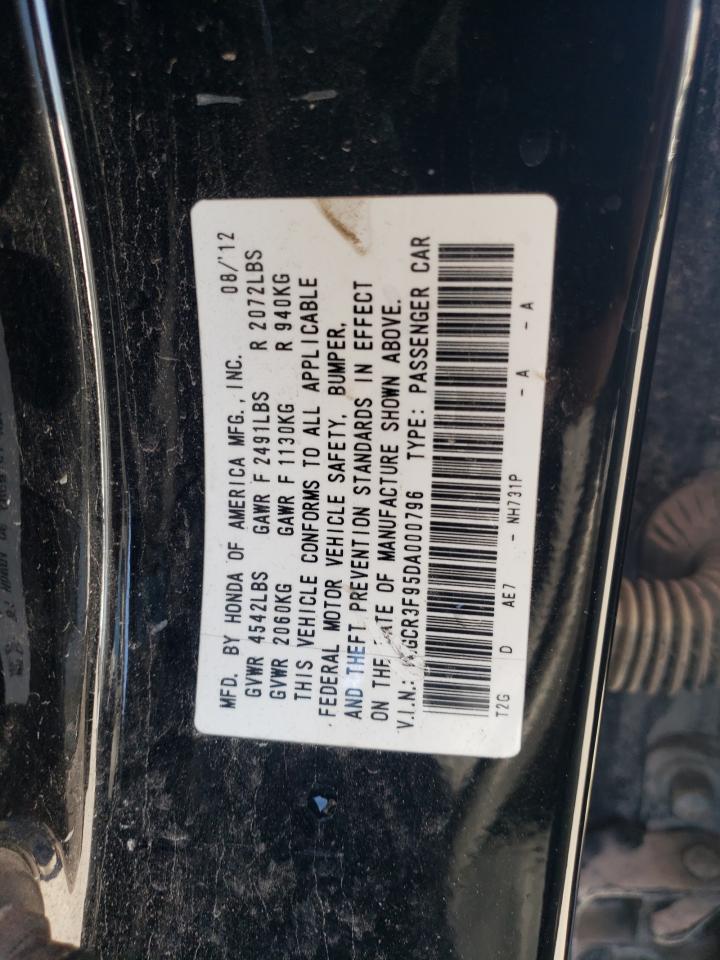 MFD. BY HONDA OF AMERICA MFG., INC. 08/'12
GVWR 4542LBS GAWR F 2491LBS R 2072LBS
GVWR 2060KG GAWR F 1130KG R 940KG
THIS VEHICLE CONFORMS TO ALL APPLICABLE
FEDERAL MOTOR VEHICLE SAFETY, BUMPER,
AND THEFT PREVENTION STANDARDS IN EFFECT
ON THE OF MANUFACTURE SHOWN ABOVE.
V.I.N.: TYPE: PASSENGER CAR
T2G D AE7 - NH731P - A - A